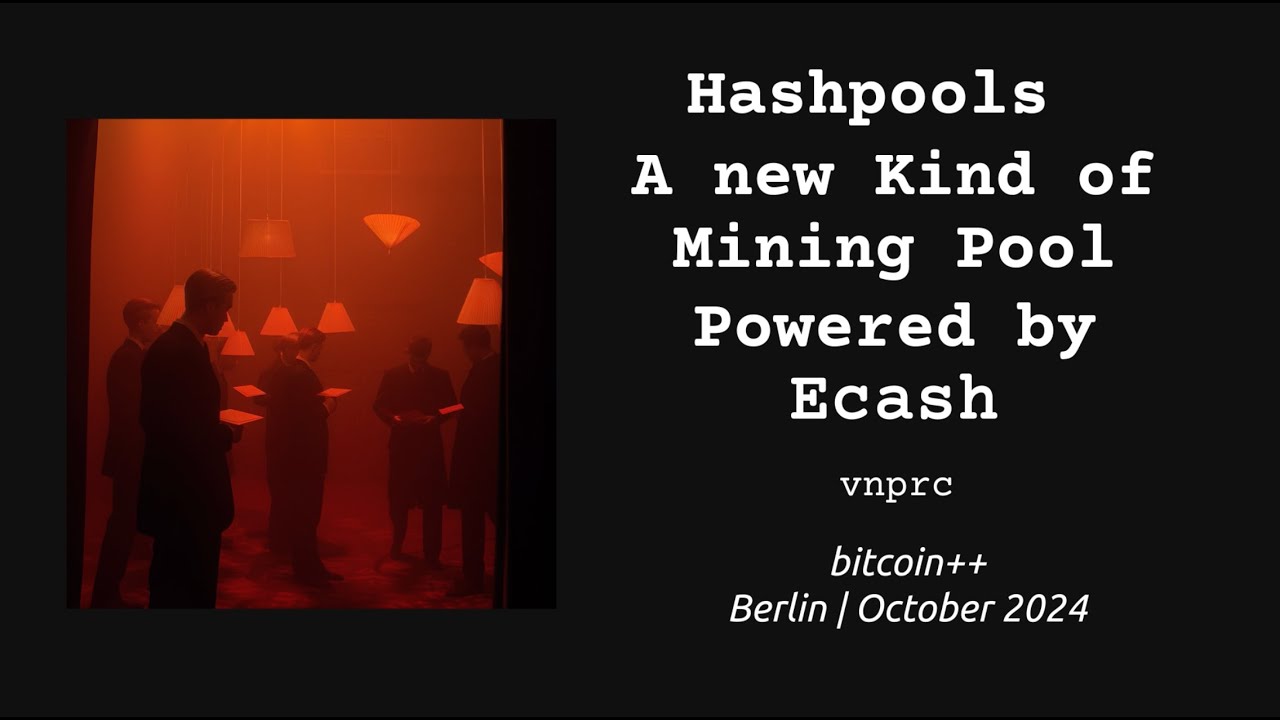 Hashpools
A new Kind of
Mining Pool
Powered by
Ecash
vnprc
bitcoin++
Berlin | October 2024